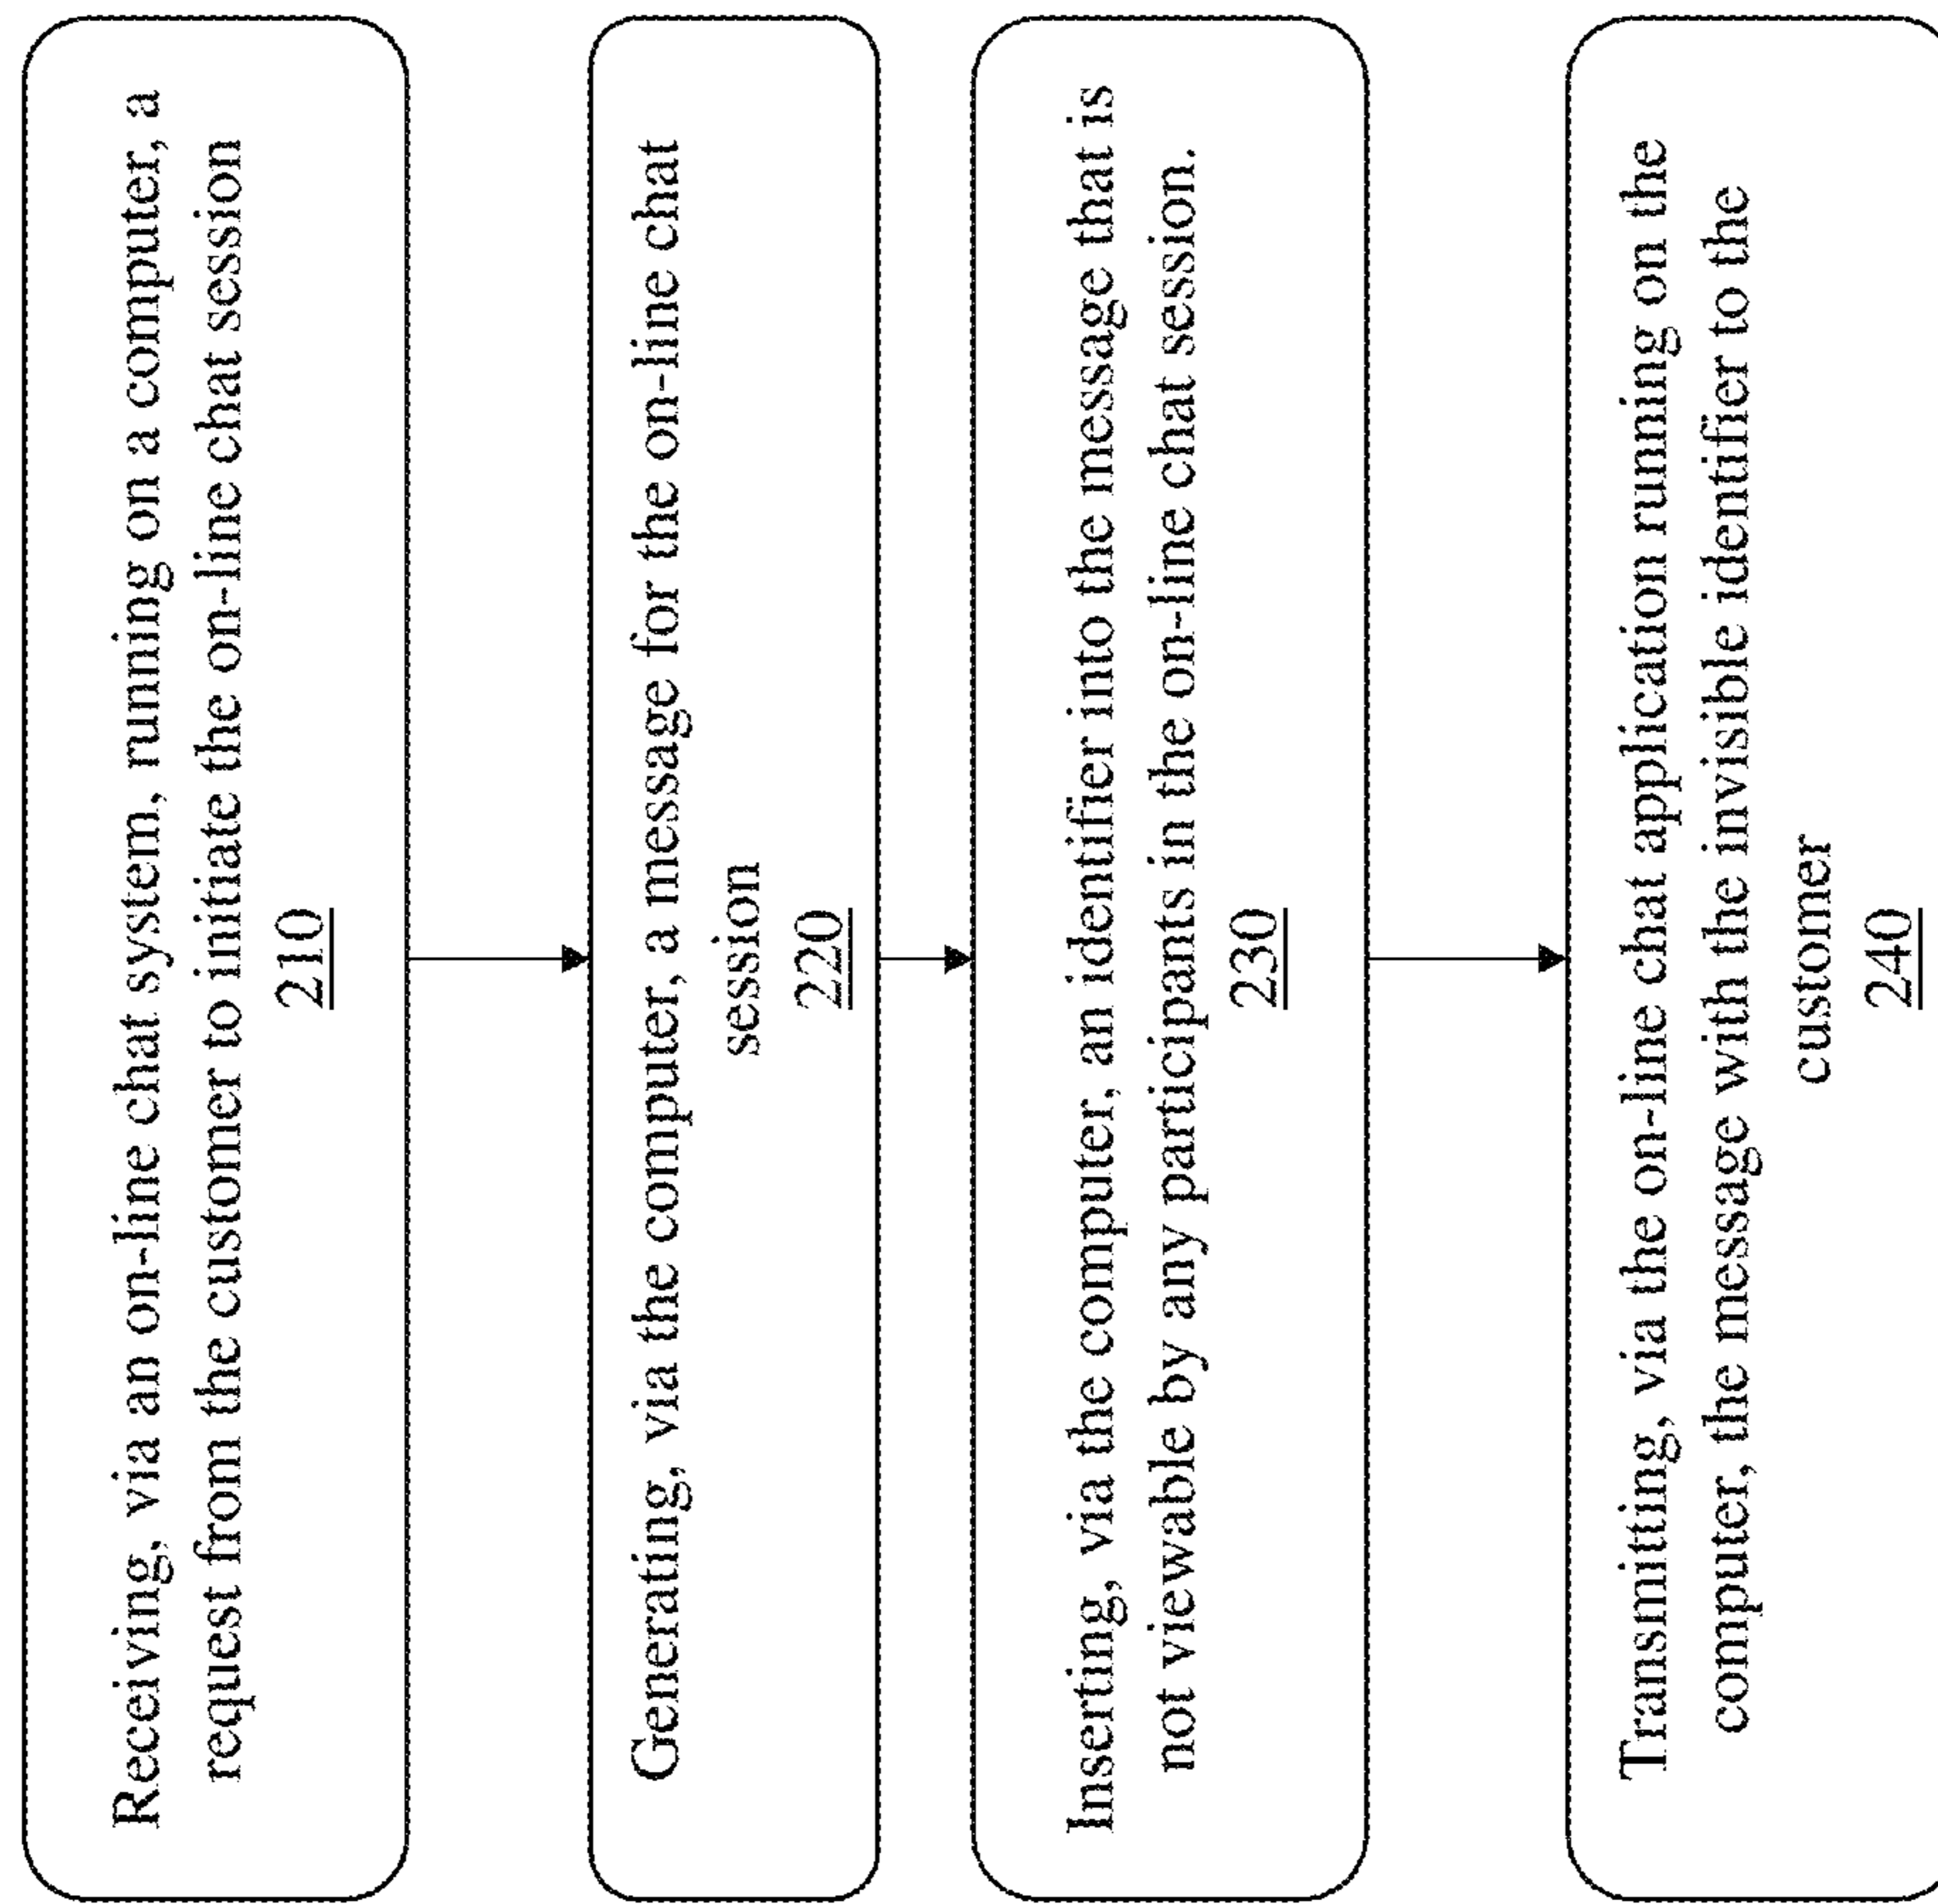 Receiving, via an on-line chat system, running on a computer, a
request from the customer to initiate the on-line chat session
210
Generating, via the computer, a message for the on-line chat
session
220
Inserting, via the computer, an identifier into the message that is
not viewable by any participants in the on-line chat session.
230
Transmitting, via the on-line chat application running on the
computer, the message with the invisible identifier to the
customer
240